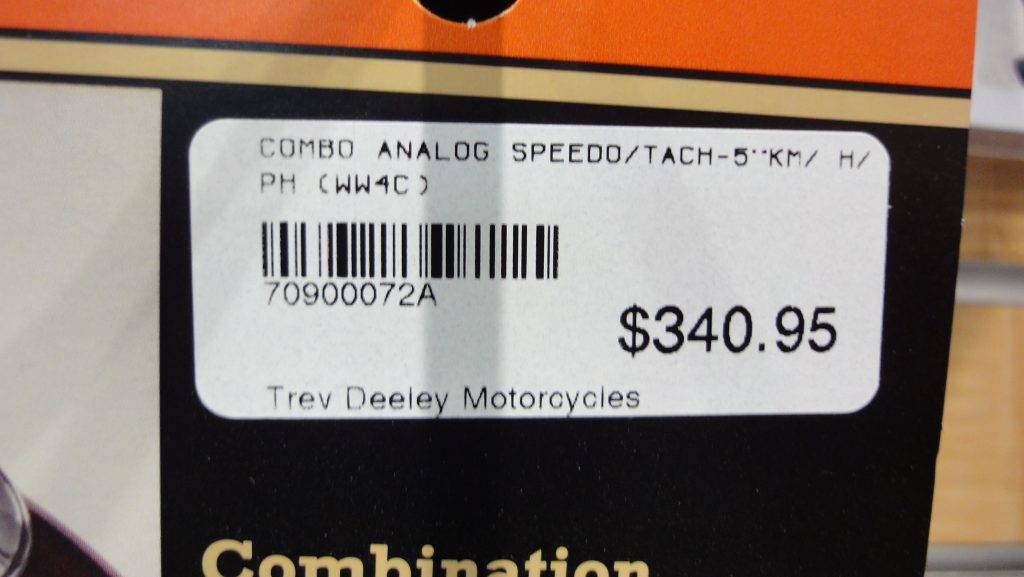 COMBO ANALOG SPEEDO/TACH-5"KM/ H/
PH (WW4C)
70900072A
$340.95
Trev Deeley Motorcycles
Combination